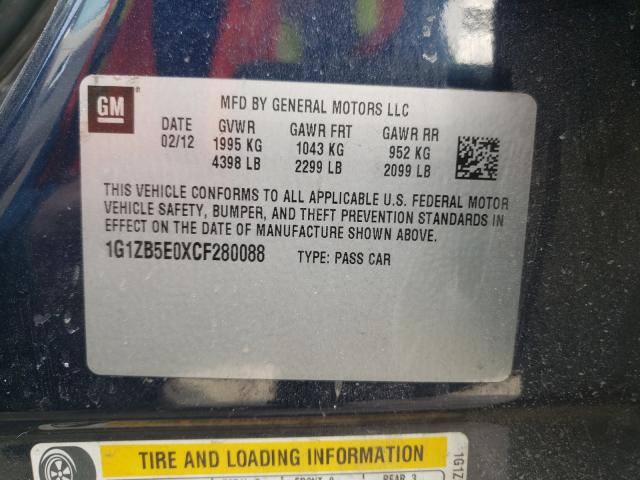 GM
MFD BY GENERAL MOTORS LLC
DATE GVWR GAWR FRT GAWR RR
02/12 1995 KG 1043 KG 952 KG
4398 LB 2299 LB 2099 LB
THIS VEHICLE CONFORMS TO ALL APPLICABLE U.S. FEDERAL MOTOR
VEHICLE SAFETY, BUMPER, AND THEFT PREVENTION STANDARDS IN
EFFECT ON THE DATE OF MANUFACTURE SHOWN ABOVE.
1G1ZB5E0XCF280088 TYPE: PASS CAR
TIRE AND LOADING INFORMATION
1G1Z
REAR 3